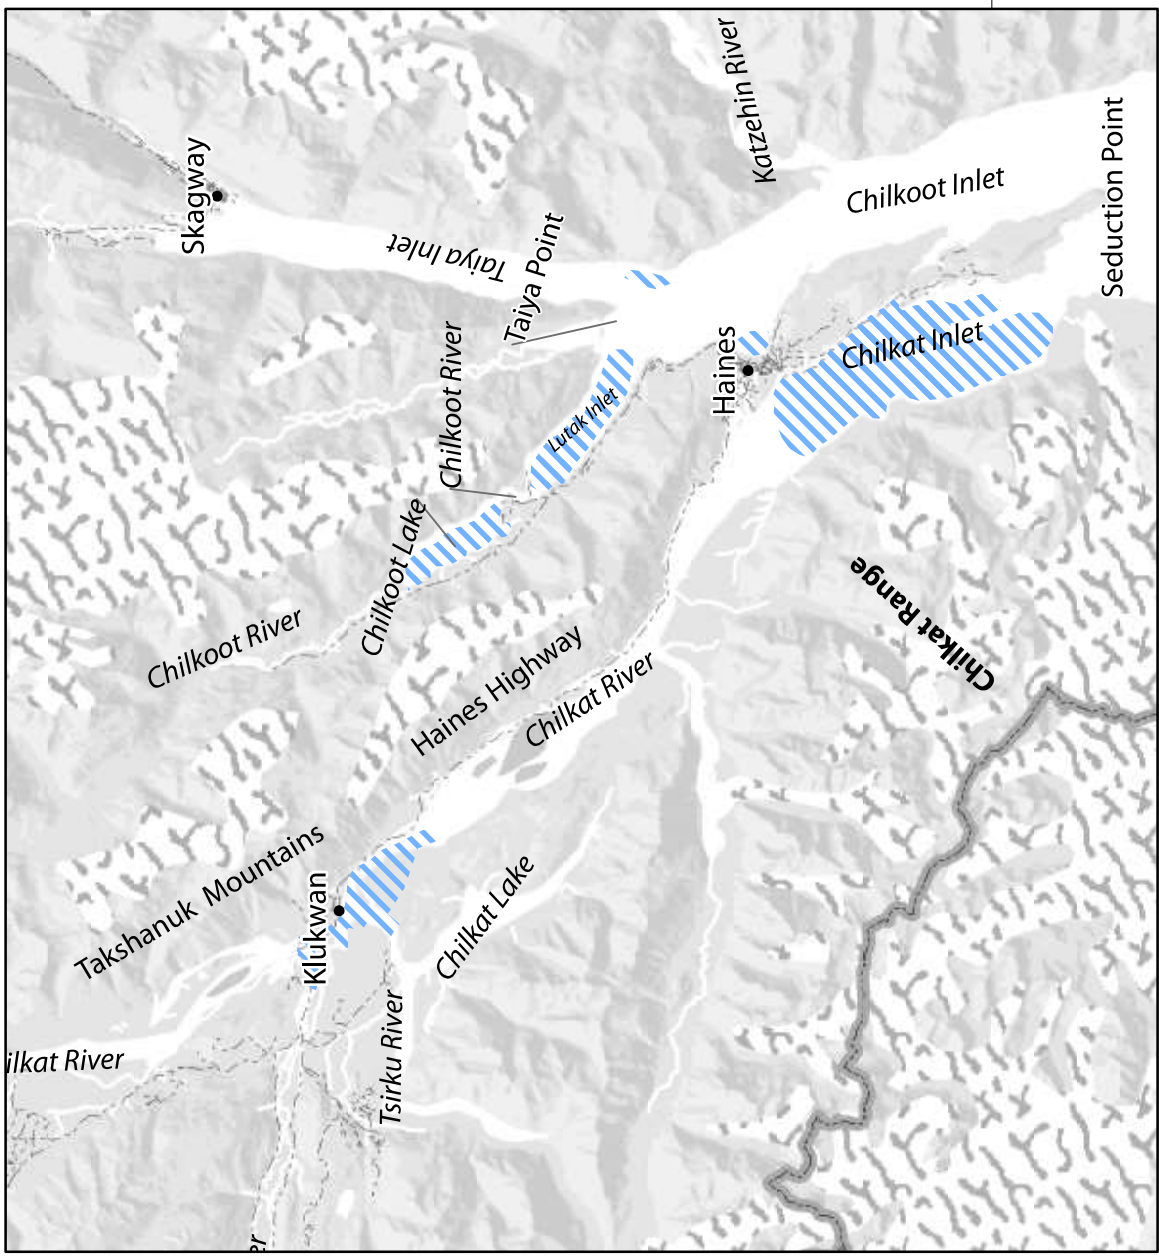 Skagway
Katzehin River
Chilkoot Inlet
Seduction Point
Taiya Inlet
Taiya Point
Chilkoot River
Haines
Chilkat Inlet
Lutak Inlet
Chilkoot Lake
Chilkoot River
Chilkat Range
Haines Highway
Chilkat River
Takshanuk Mountains
Klukwan
Chilkat Lake
Tsirku River
ilkat River
er